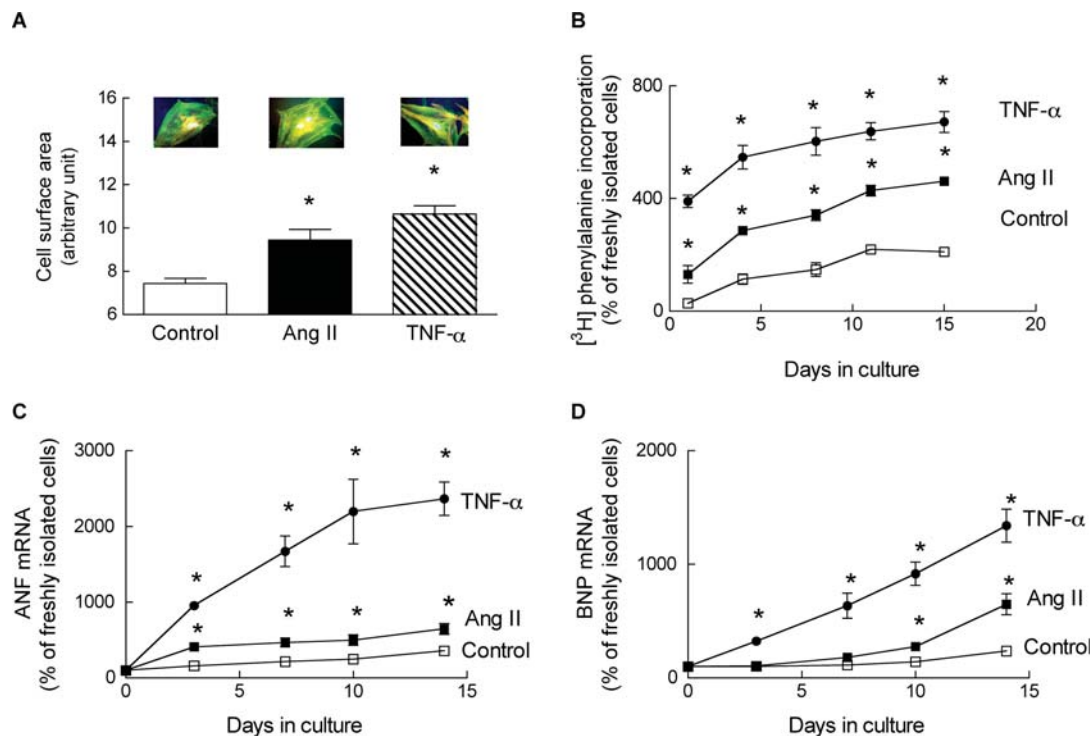 A
Cell surface area
(arbitrary unit)
16
14
12
10
8
6
*
*
Control
Ang II
TNF-α
B
[³H] phenylalanine incorporation
(% of freshly isolated cells)
800
400
0
* * * * *
* * * * *
TNF-α
Ang II
Control
0 5 10 15 20
Days in culture
C
ANF mRNA
(% of freshly isolated cells)
3000
2000
1000
0
* * * *
* * * *
TNF-α
Ang II
Control
0 5 10 15
Days in culture
D
BNP mRNA
(% of freshly isolated cells)
2000
1000
0
* * * *
* *
TNF-α
Ang II
Control
0 5 10 15
Days in culture